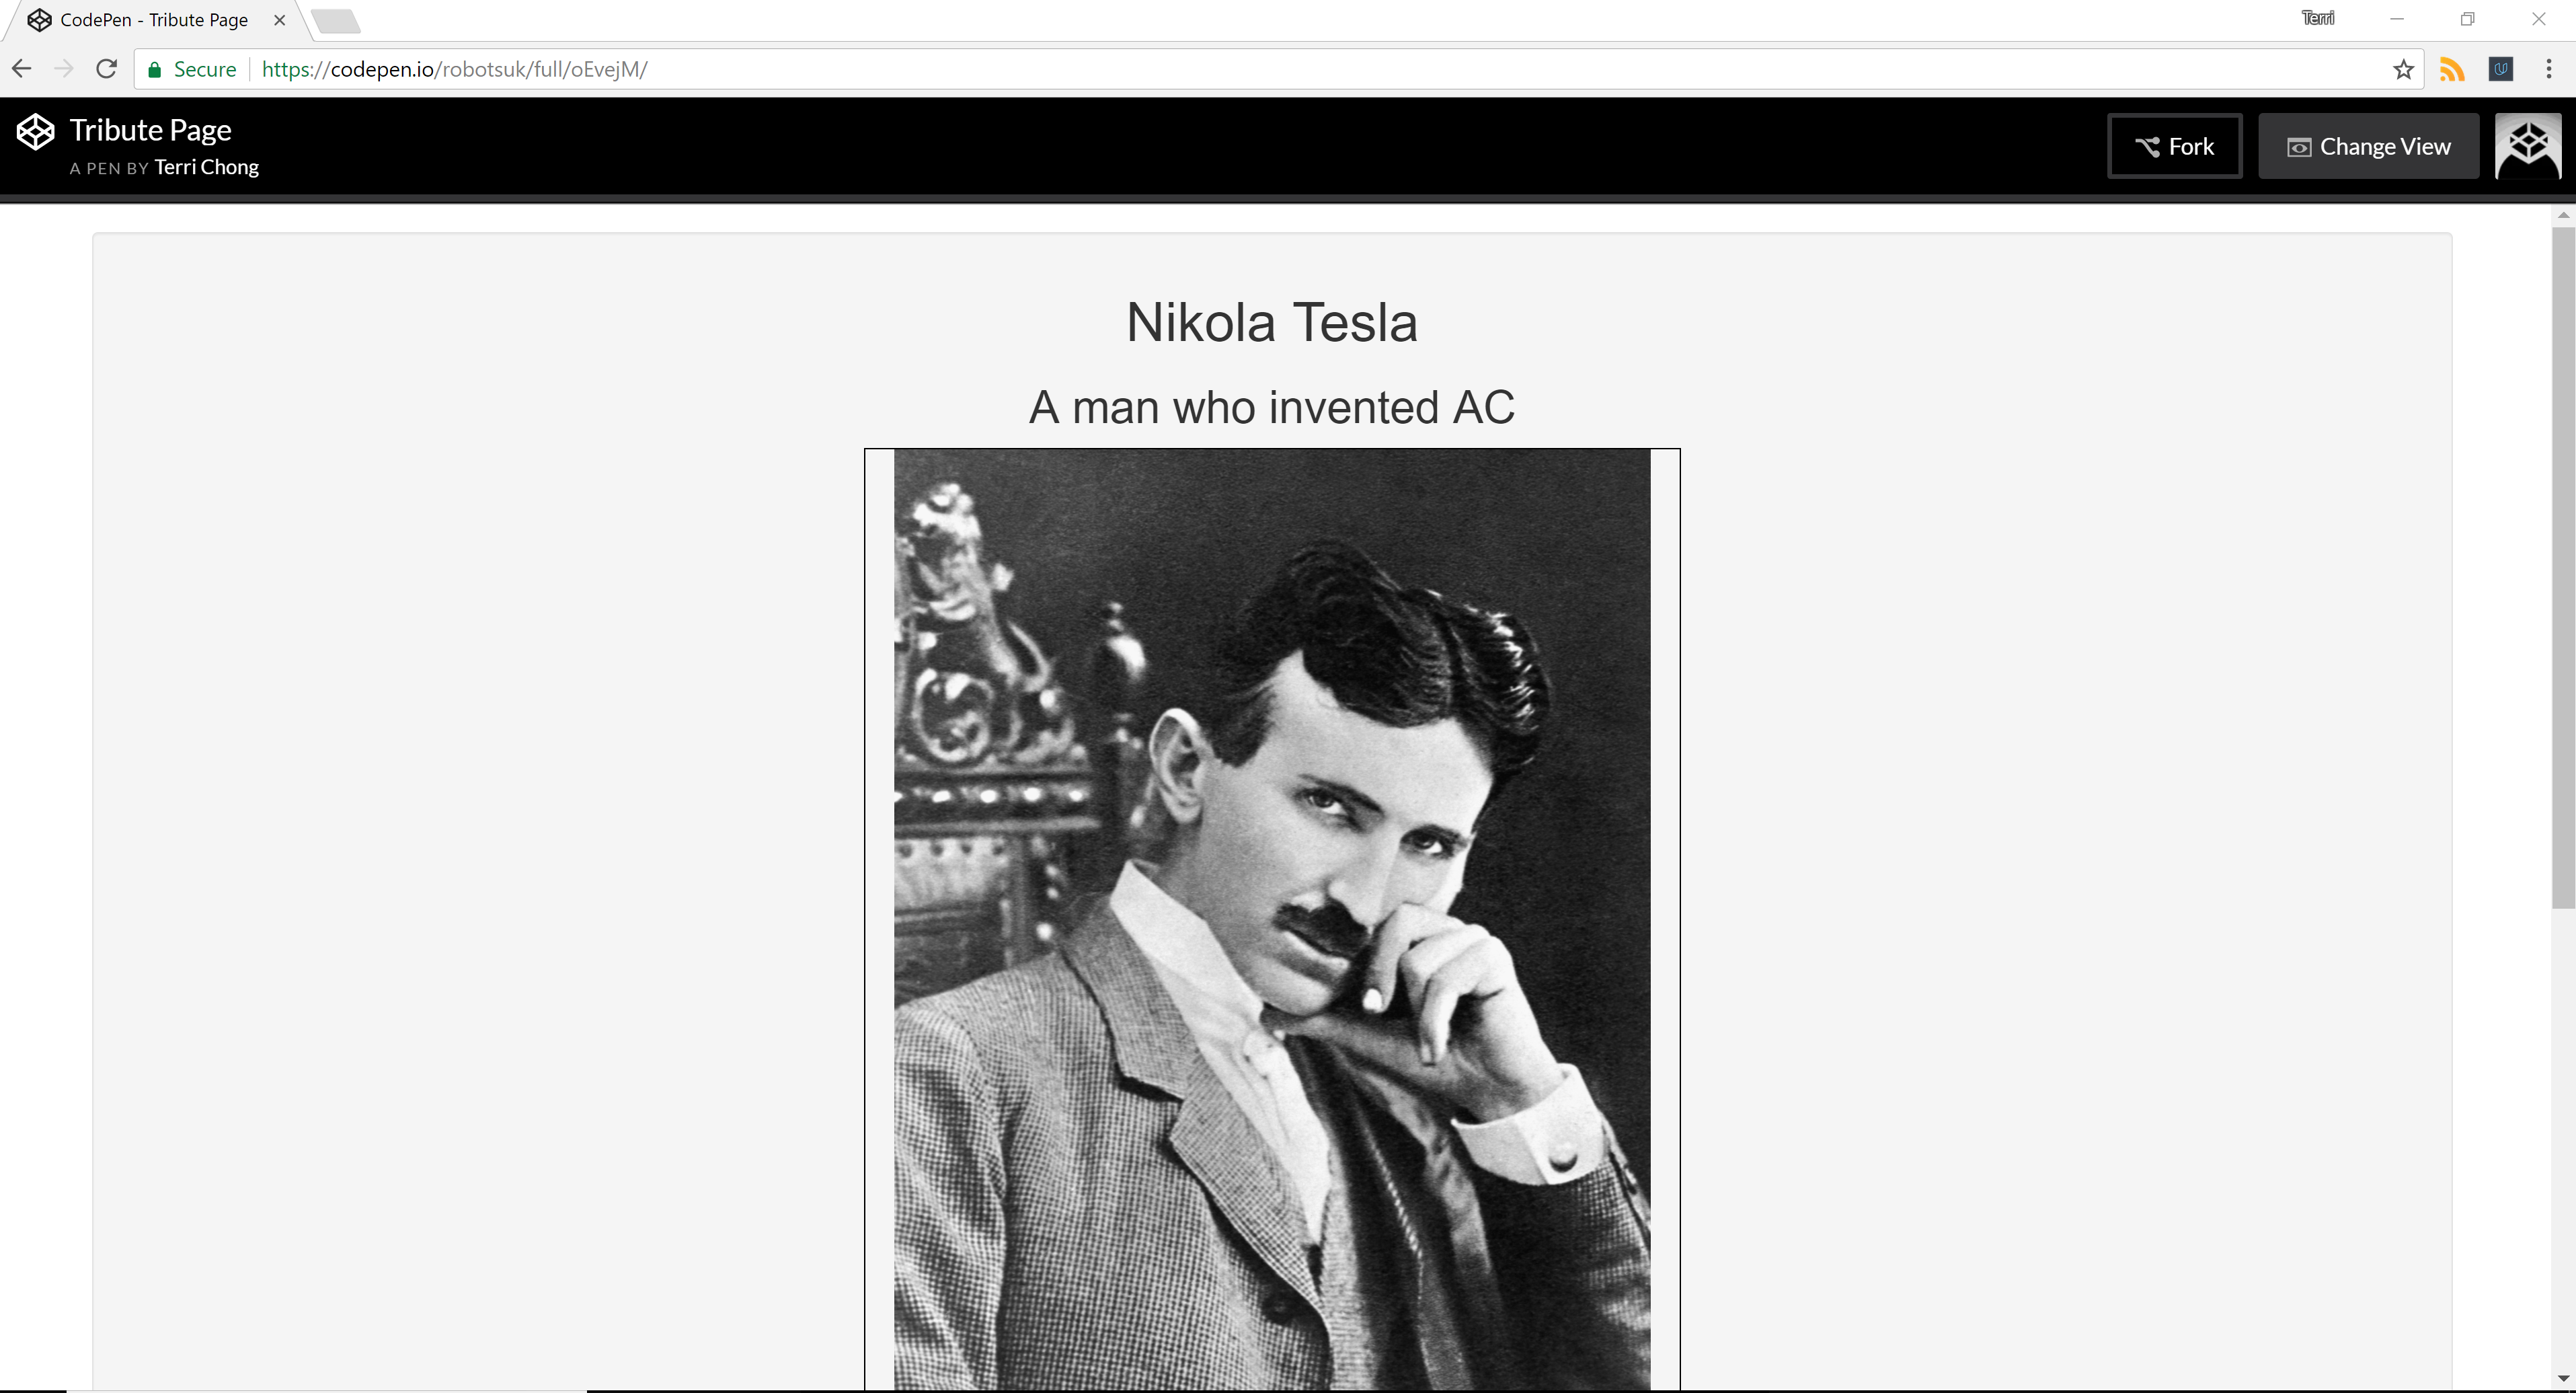 CodePen - Tribute Page
Terri
Secure
https://codepen.io/robotsuk/full/oEvejM/
Tribute Page
A PEN BY Terri Chong
Fork
Change View
Nikola Tesla
A man who invented AC